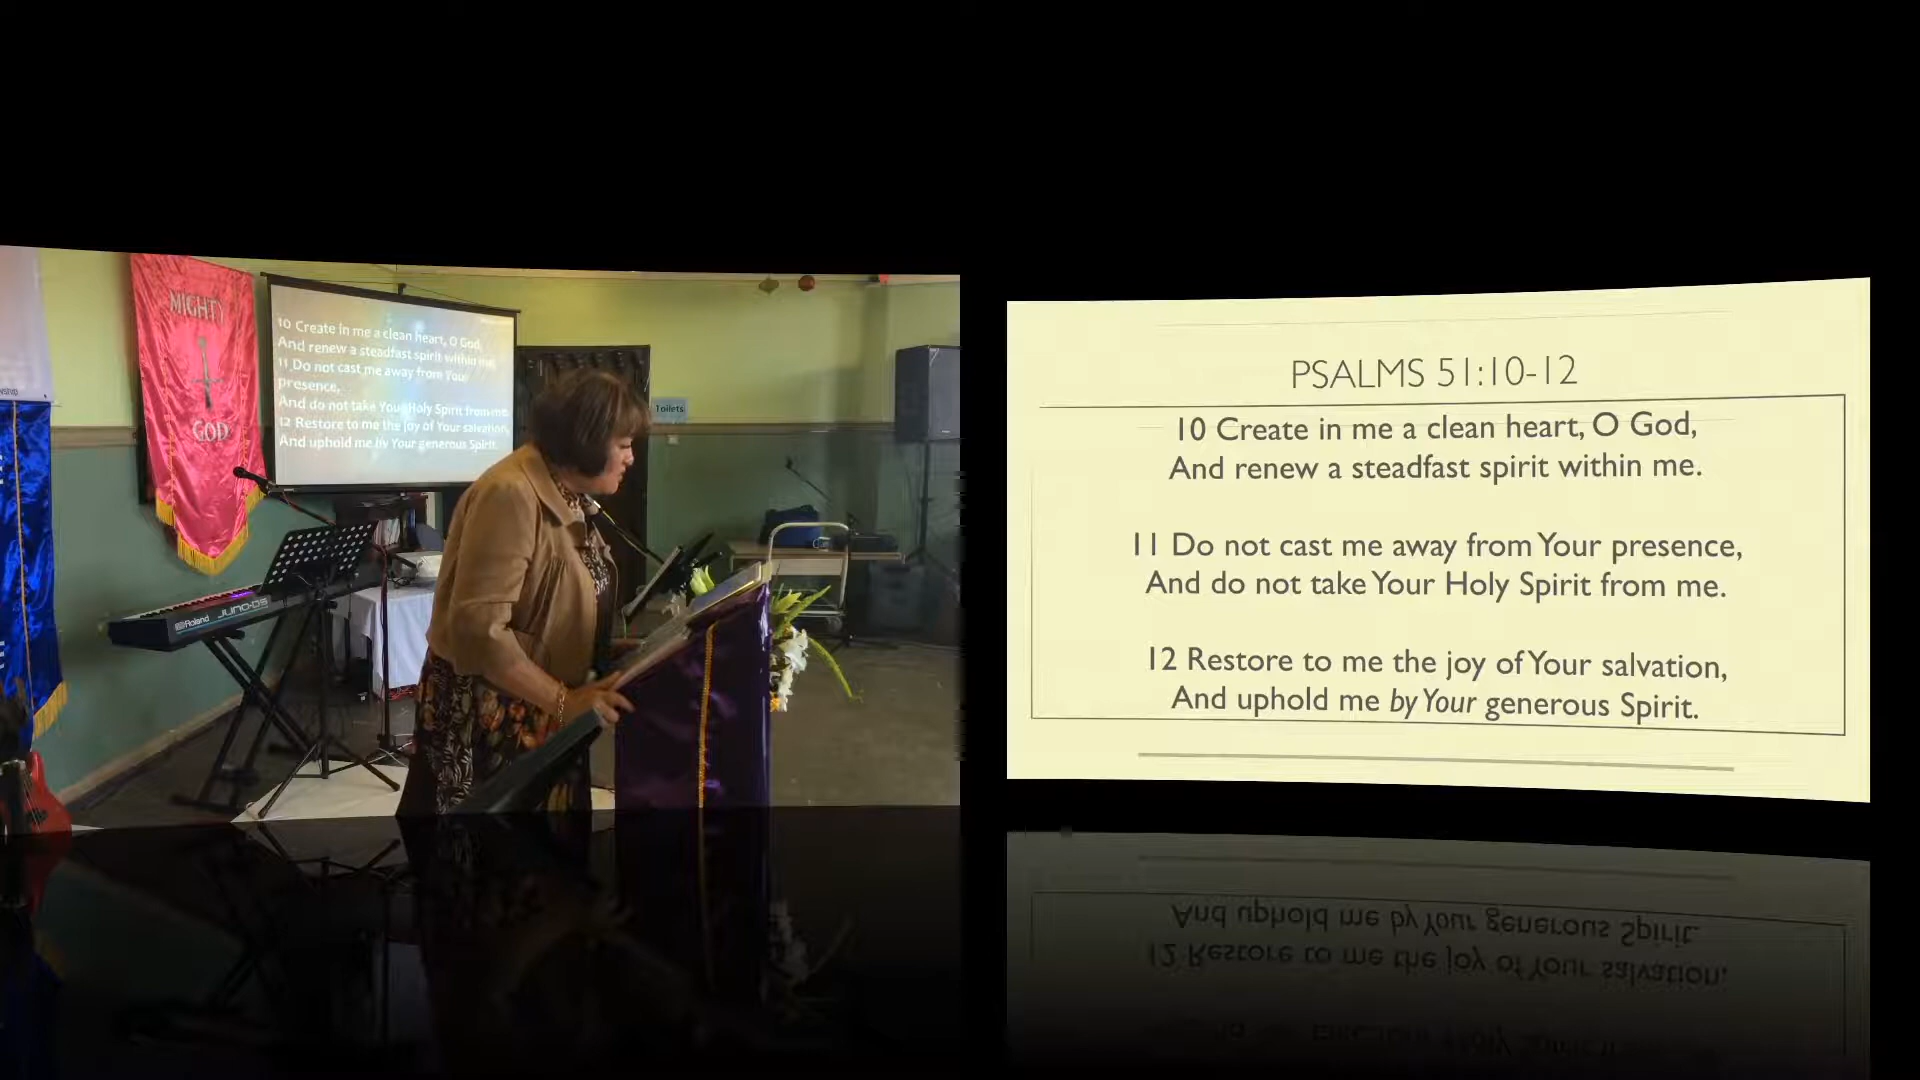 MIGHTY
GOD
10 Create in me a clean heart, O God,
And renew a steadfast spirit within me.
11 Do not cast me away from Your
presence,
And do not take Your Holy Spirit from me.
12 Restore to me the joy of Your salvation,
And uphold me by Your generous Spirit.
Toilets
Roland JUNO-DS
PSALMS 51:10-12
10 Create in me a clean heart, O God,
And renew a steadfast spirit within me.
11 Do not cast me away from Your presence,
And do not take Your Holy Spirit from me.
12 Restore to me the joy of Your salvation,
And uphold me by Your generous Spirit.